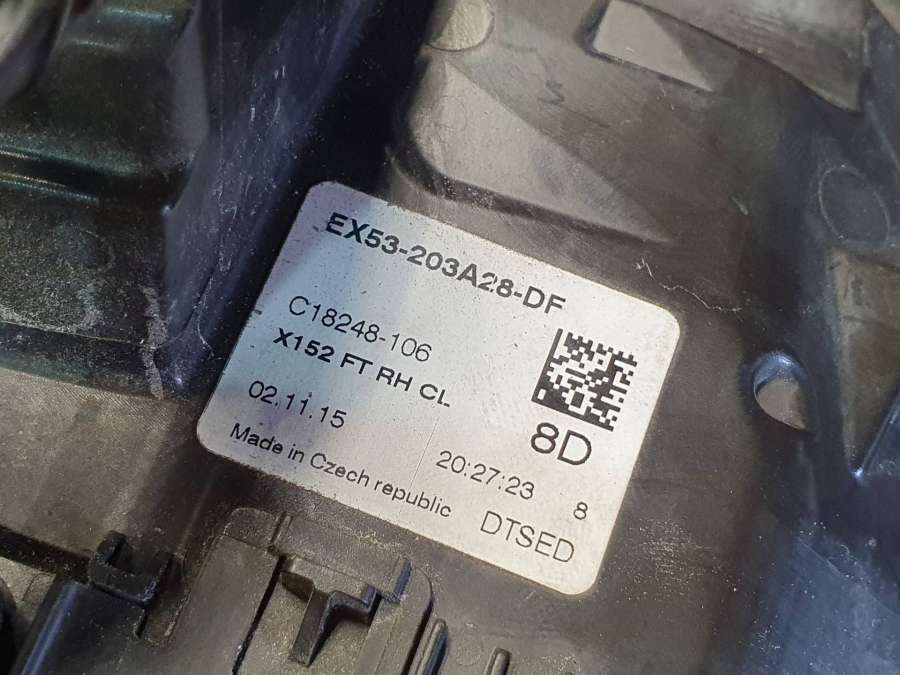 EX53-203A28-DF
C18248-106
X152 FT RH CL
8D
02.11.15
20:27:23 8
Made in Czech republic
DTSED